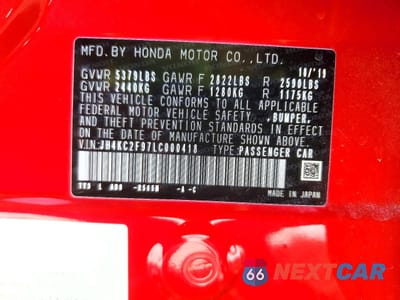 MFD. BY HONDA MOTOR CO., LTD. 10/'19
GVWR 5379LBS GAWR F 2822LBS R 2590LBS
GVWR 2440KG GAWR F 1280KG R 1175KG
THIS VEHICLE CONFORMS TO ALL APPLICABLE
FEDERAL MOTOR VEHICLE SAFETY, BUMPER,
AND THEFT PREVENTION STANDARDS IN EFFECT ON
THE DATE OF MANUFACTURE SHOWN ABOVE.
V.I.N: JH4KC2F97LC000418 TYPE: PASSENGER CAR
MADE IN JAPAN
66 NEXTCAR